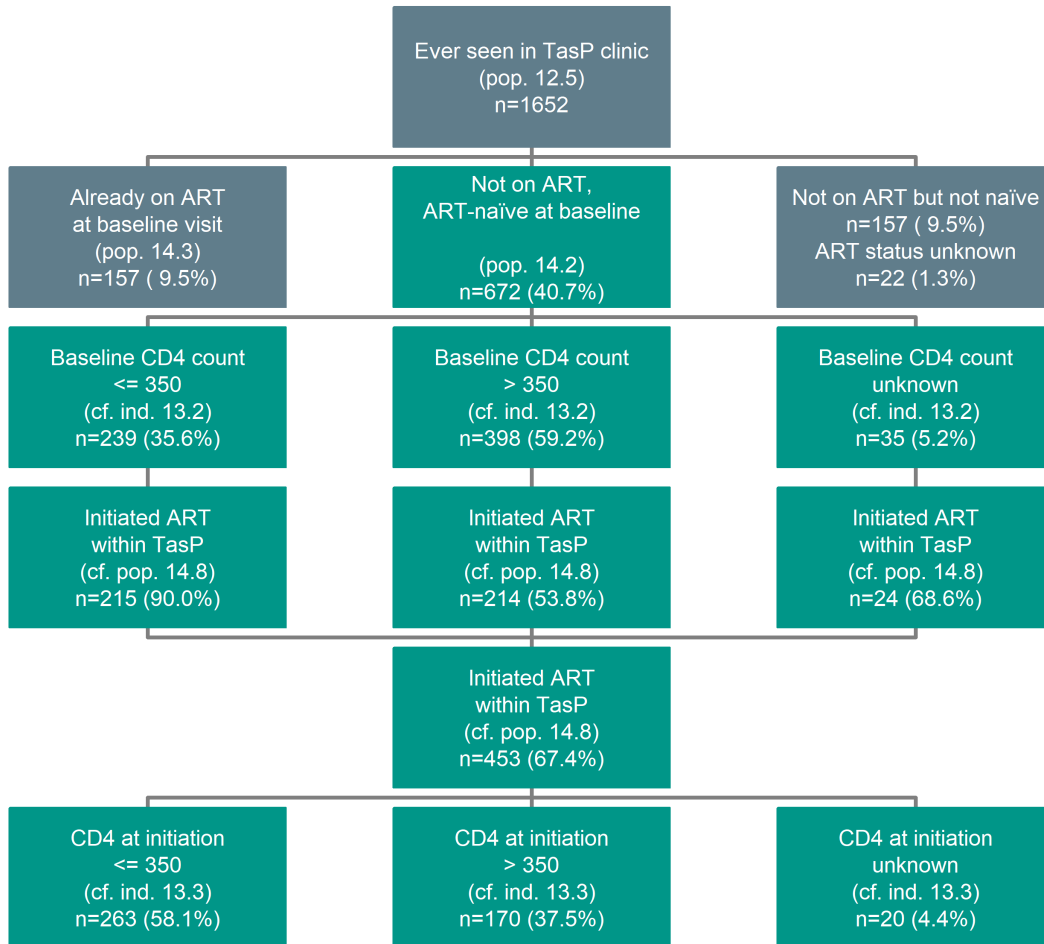 Ever seen in TasP clinic
(pop. 12.5)
n=1652
Already on ART
at baseline visit
(pop. 14.3)
n=157 ( 9.5%)
Not on ART,
ART-naïve at baseline
(pop. 14.2)
n=672 (40.7%)
Not on ART but not naïve
n=157 ( 9.5%)
ART status unknown
n=22 (1.3%)
Baseline CD4 count
<= 350
(cf. ind. 13.2)
n=239 (35.6%)
Baseline CD4 count
> 350
(cf. ind. 13.2)
n=398 (59.2%)
Baseline CD4 count
unknown
(cf. ind. 13.2)
n=35 (5.2%)
Initiated ART
within TasP
(cf. pop. 14.8)
n=215 (90.0%)
Initiated ART
within TasP
(cf. pop. 14.8)
n=214 (53.8%)
Initiated ART
within TasP
(cf. pop. 14.8)
n=24 (68.6%)
Initiated ART
within TasP
(cf. pop. 14.8)
n=453 (67.4%)
CD4 at initiation
<= 350
(cf. ind. 13.3)
n=263 (58.1%)
CD4 at initiation
> 350
(cf. ind. 13.3)
n=170 (37.5%)
CD4 at initiation
unknown
(cf. ind. 13.3)
n=20 (4.4%)